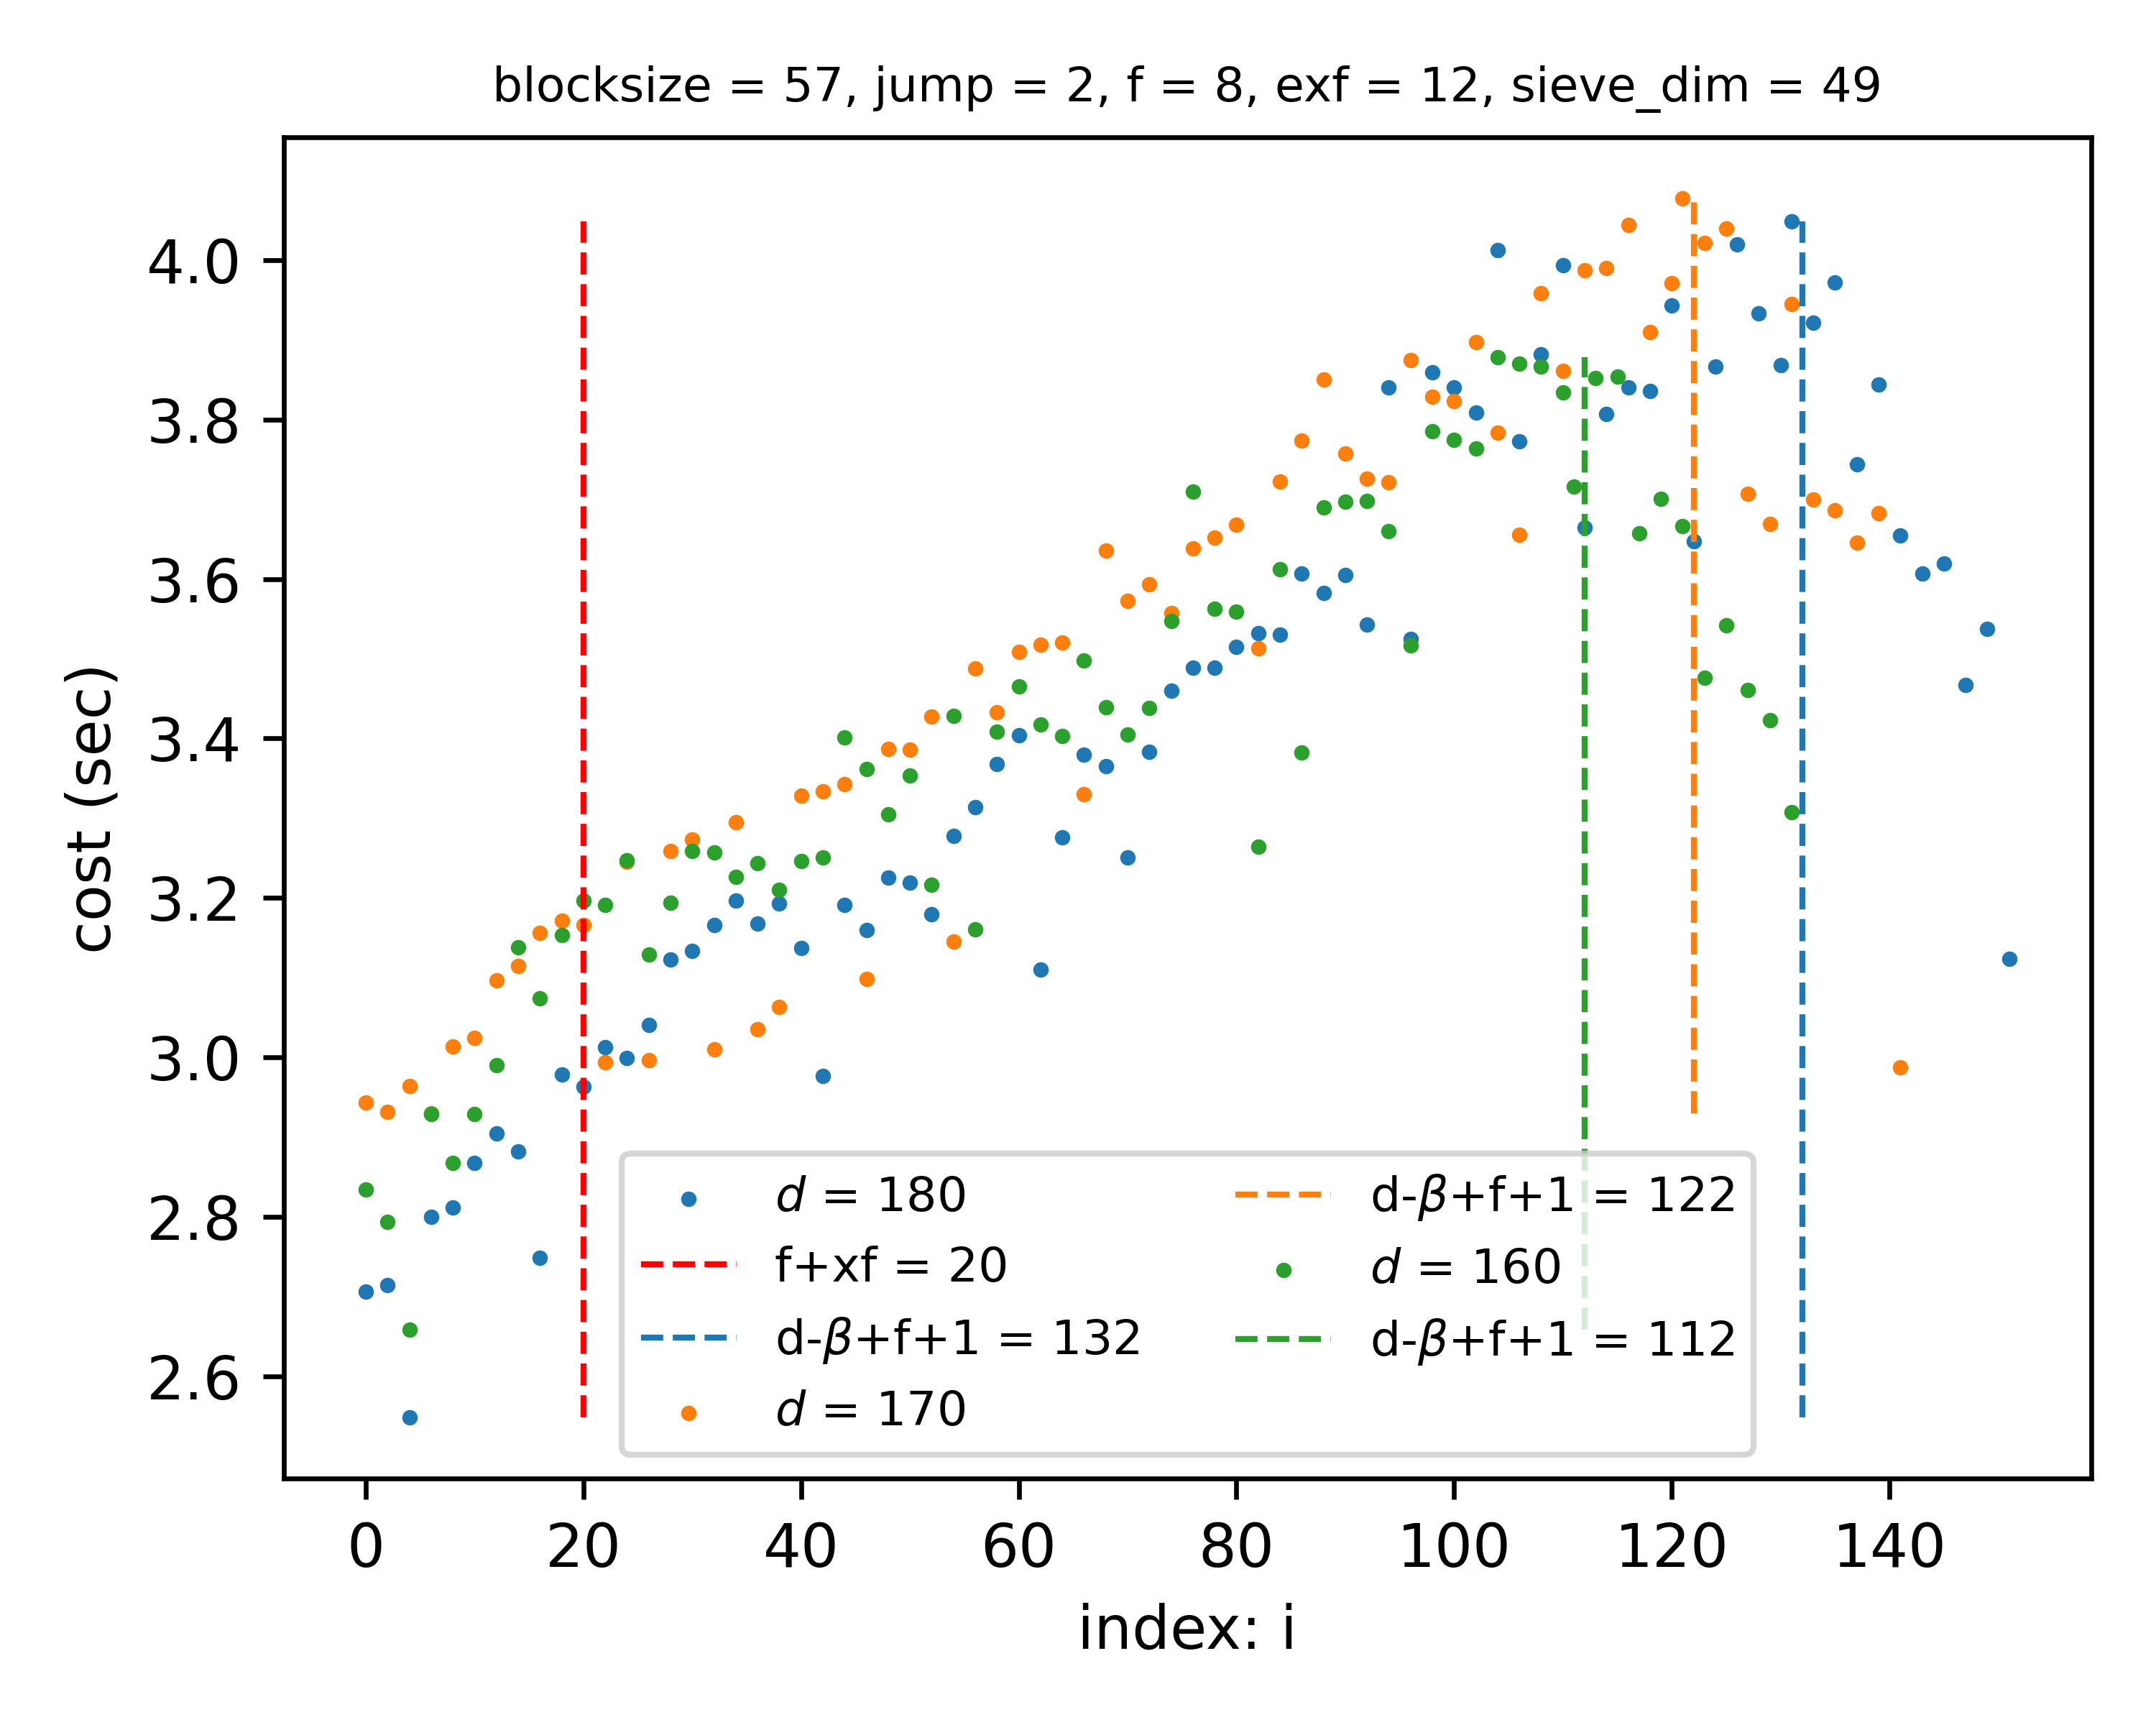 blocksize = 57, jump = 2, f = 8, exf = 12, sieve_dim = 49
cost (sec)
4.0
3.8
3.6
3.4
3.2
3.0
2.8
2.6
d = 180
f+xf = 20
d-β+f+1 = 132
d = 170
d-β+f+1 = 122
d = 160
d-β+f+1 = 112
0 20 40 60 80 100 120 140
index: i